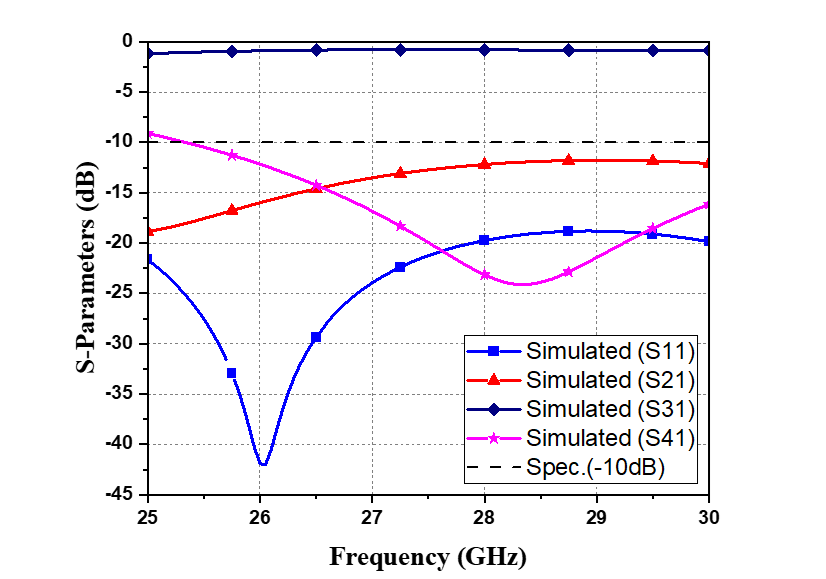 0
-5
-10
-15
-20
-25
-30
-35
-40
-45
S-Parameters (dB)
Simulated (S11)
Simulated (S21)
Simulated (S31)
Simulated (S41)
Spec.(-10dB)
25 26 27 28 29 30
Frequency (GHz)